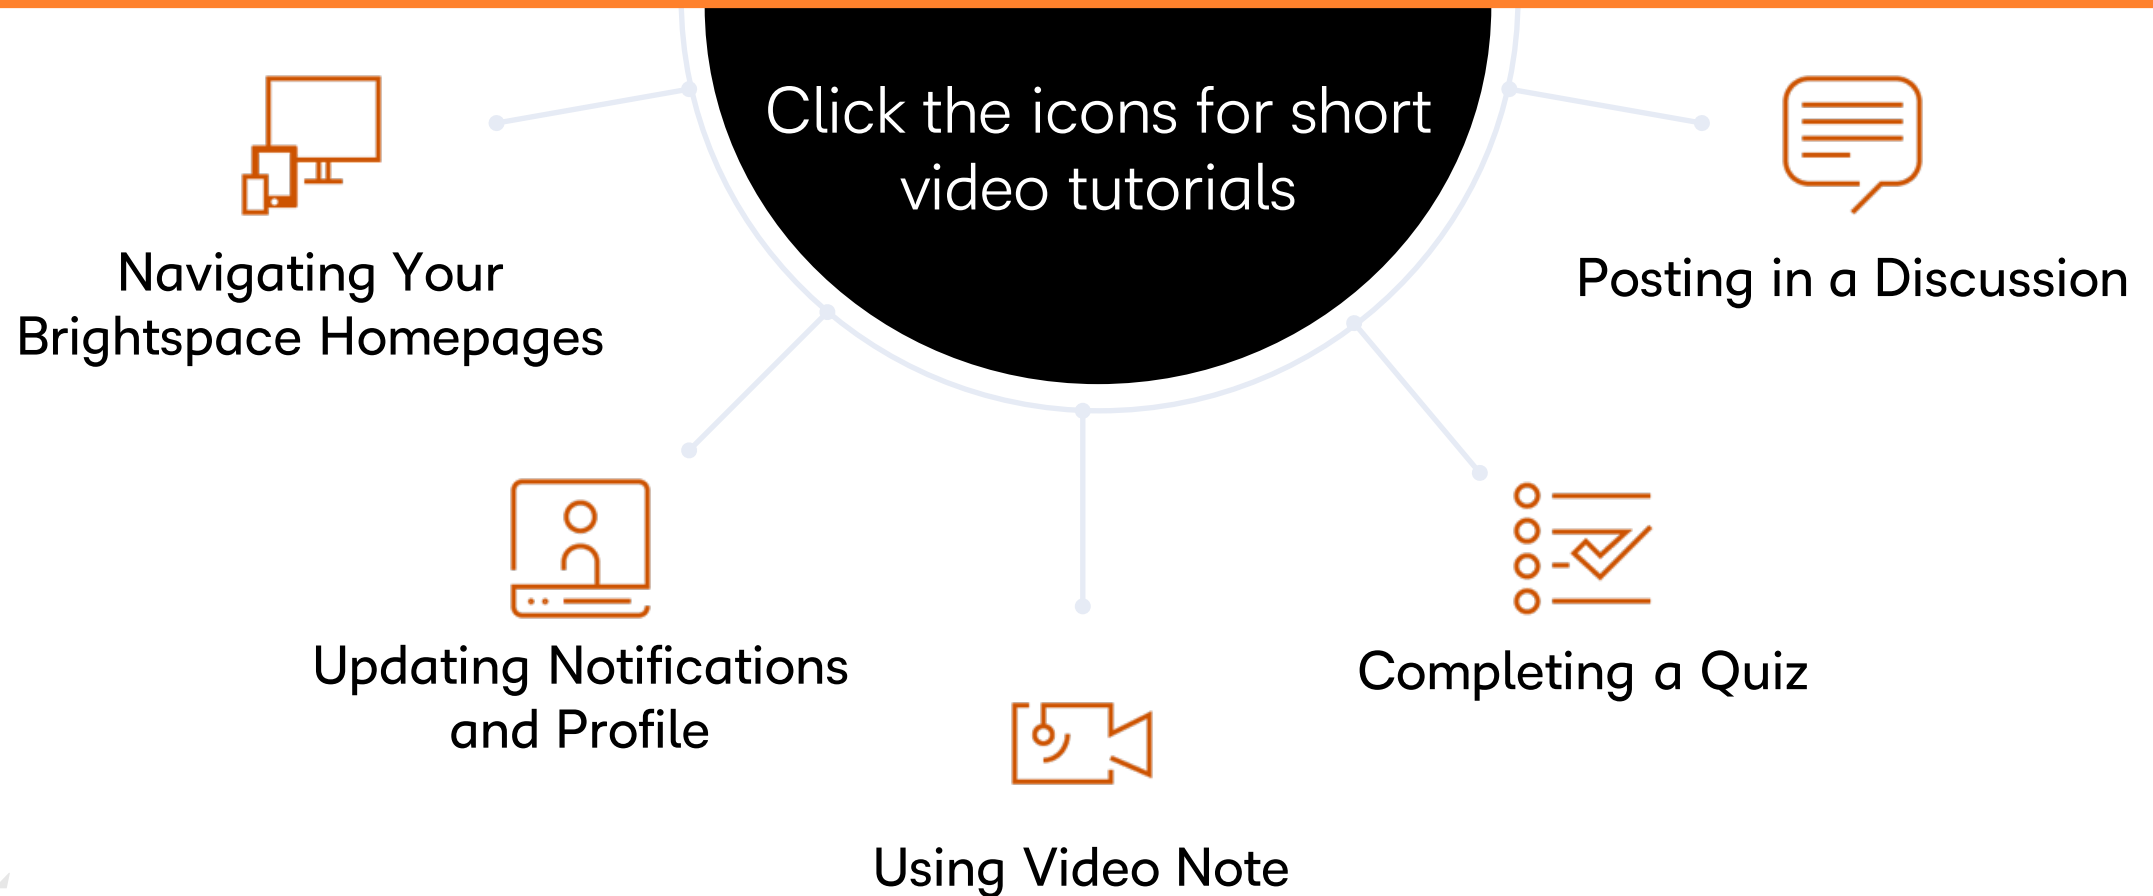 Click the icons for short
video tutorials
Navigating Your
Brightspace Homepages
Posting in a Discussion
Updating Notifications
and Profile
Completing a Quiz
Using Video Note